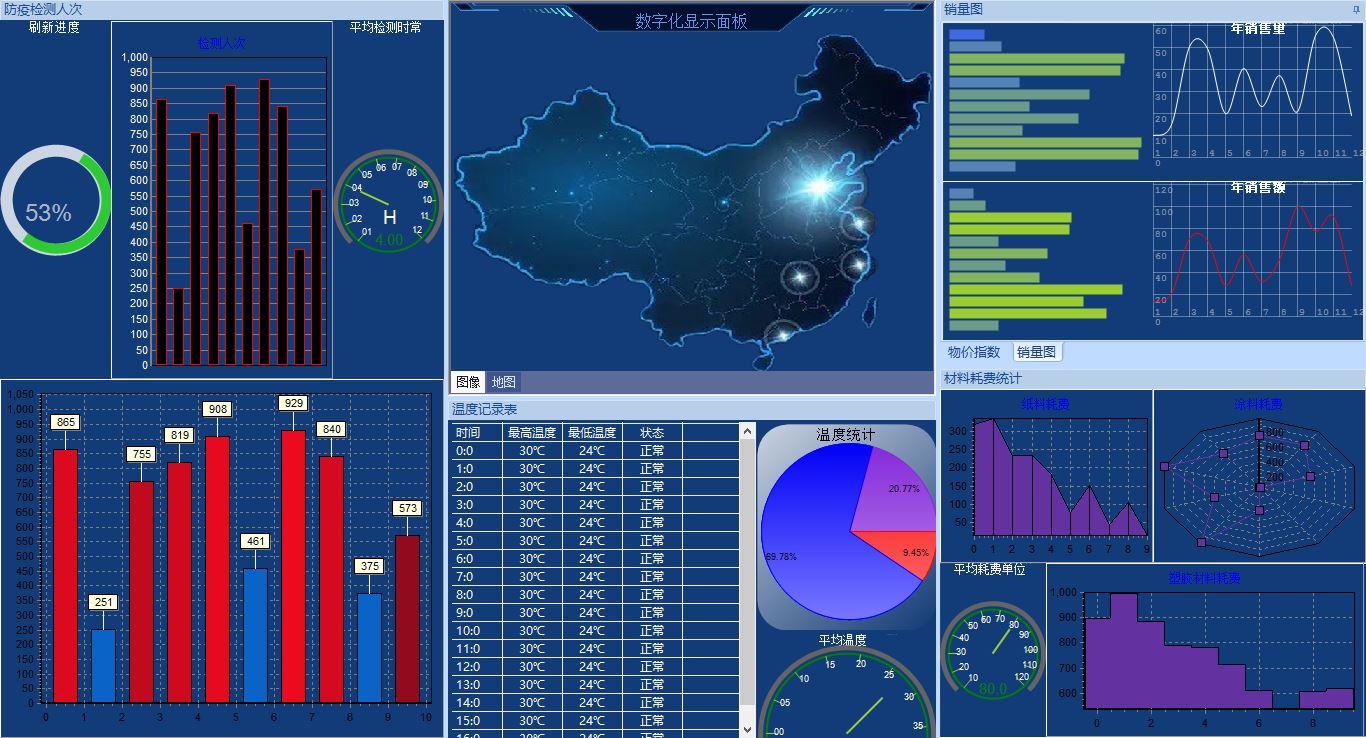 防疫检测人次
刷新进度
53%
检测人次
1,000
950
900
850
800
750
700
650
600
550
500
450
400
350
300
250
200
150
100
50
0
平均检测时常
01 02 03 04 05 06 07 08 09 10 11 12
H
4.00
1,050
1,000
950
900
850
800
750
700
650
600
550
500
450
400
350
300
250
200
150
100
50
0
865 251 755 819 908 461 929 840 375 573
0 1 2 3 4 5 6 7 8 9 10
数字化显示面板
图像 地图
温度记录表
时间 最高温度 最低温度 状态
0:0 30℃ 24℃ 正常
1:0 30℃ 24℃ 正常
2:0 30℃ 24℃ 正常
3:0 30℃ 24℃ 正常
4:0 30℃ 24℃ 正常
5:0 30℃ 24℃ 正常
6:0 30℃ 24℃ 正常
7:0 30℃ 24℃ 正常
8:0 30℃ 24℃ 正常
9:0 30℃ 24℃ 正常
10:0 30℃ 24℃ 正常
11:0 30℃ 24℃ 正常
12:0 30℃ 24℃ 正常
13:0 30℃ 24℃ 正常
14:0 30℃ 24℃ 正常
15:0 30℃ 24℃ 正常
16:0 30℃ 24℃ 正常
温度统计
20.77%
69.78%
9.45%
平均温度
00 05 10 15 20 25 30 35
销量图
年销售量
60
50
40
30
20
10
0
1 2 3 4 5 6 7 8 9 10 11 12
年销售额
120
100
80
60
40
20
0
1 2 3 4 5 6 7 8 9 10 11 12
物价指数 销量图
材料耗费统计
纸料耗费
300
250
200
150
100
50
0 1 2 3 4 5 6 7 8 9
涂料耗费
800
600
400
200
平均耗费单位
10 20 30 40 50 60 70 80 90 100 110 120
80.0
塑胶材料耗费
1,000
900
800
700
600
0 2 4 6 8